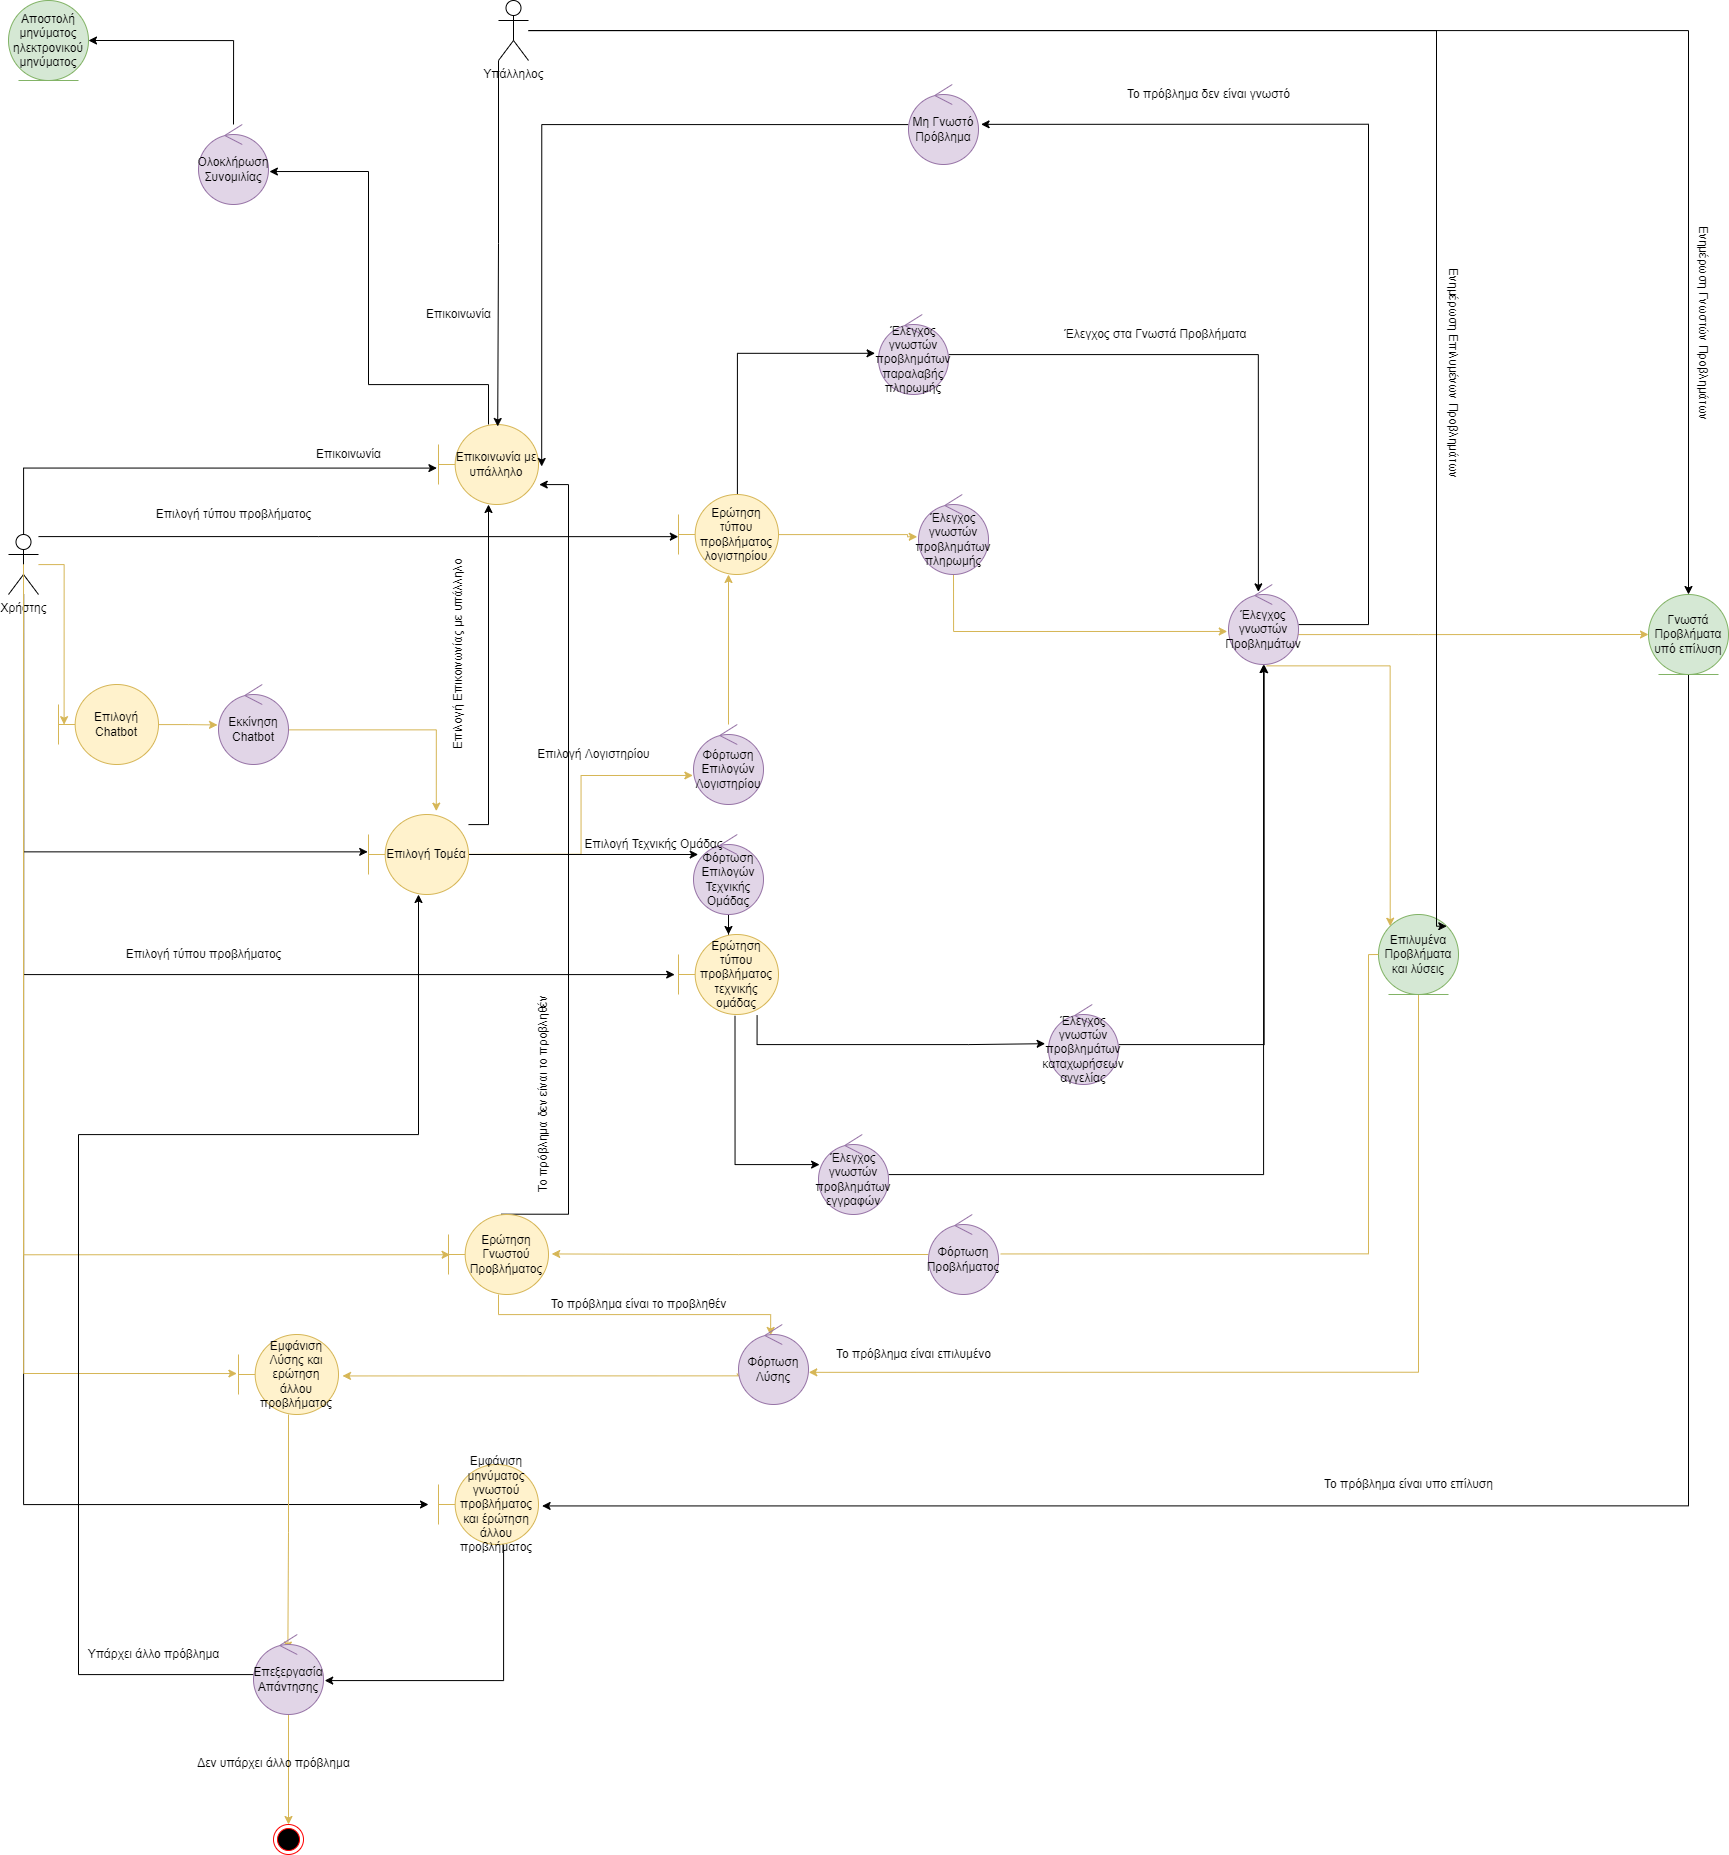 Αποστολή
μηνύματος
ηλεκτρονικού
μηνύματος
Υπάλληλος
Το πρόβλημα δεν είναι γνωστό
Μη Γνωστό
Πρόβλημα
Ολοκλήρωση
Συνομιλίας
Ενημέρωση Γνωστών Προβλημάτων
Ενημέρωση Επιλυμένων Προβλημάτων
Επικοινωνία
Έλεγχος
γνωστών
προβλημάτων
παραλαβής
πληρωμής
Έλεγχος στα Γνωστά Προβλήματα
Επικοινωνία
Επικοινωνία με
υπάλληλο
Επιλογή τύπου προβλήματος
Ερώτηση
τύπου
προβλήματος
λογιστηρίου
Έλεγχος
γνωστών
προβλημάτων
πληρωμής
Χρήστης
Επιλογή Επικοινωνίας με υπάλληλο
Έλεγχος
γνωστών
Προβλημάτων
Γνωστά
Προβλήματα
υπό επίλυση
Επιλογή
Chatbot
Εκκίνηση
Chatbot
Επιλογή Λογιστηρίου
Φόρτωση
Επιλογών
Λογιστηρίου
Επιλογή Τομέα
Επιλογή Τεχνικής Ομάδας
Φόρτωση
Επιλογών
Τεχνικής
Ομάδας
Επιλογή τύπου προβλήματος
Ερώτηση
τύπου
προβλήματος
τεχνικής
ομάδας
Επιλυμένα
Προβλήματα
και λύσεις
Το πρόβλημα δεν είναι το προβληθέν
Έλεγχος
γνωστών
προβλημάτων
καταχωρήσεων
αγγελίας
Έλεγχος
γνωστών
προβλημάτων
εγγραφών
Ερώτηση
Γνωστού
Προβλήματος
Φόρτωση
Προβλήματος
Το πρόβλημα είναι το προβληθέν
Εμφάνιση
Λύσης και
ερώτηση
άλλου
προβλήματος
Φόρτωση
Λύσης
Το πρόβλημα είναι επιλυμένο
Εμφάνιση
μηνύματος
γνωστού
προβλήματος
και έρώτηση
άλλου
προβλήματος
Το πρόβλημα είναι υπο επίλυση
Υπάρχει άλλο πρόβλημα
Επεξεργασία
Απάντησης
Δεν υπάρχει άλλο πρόβλημα